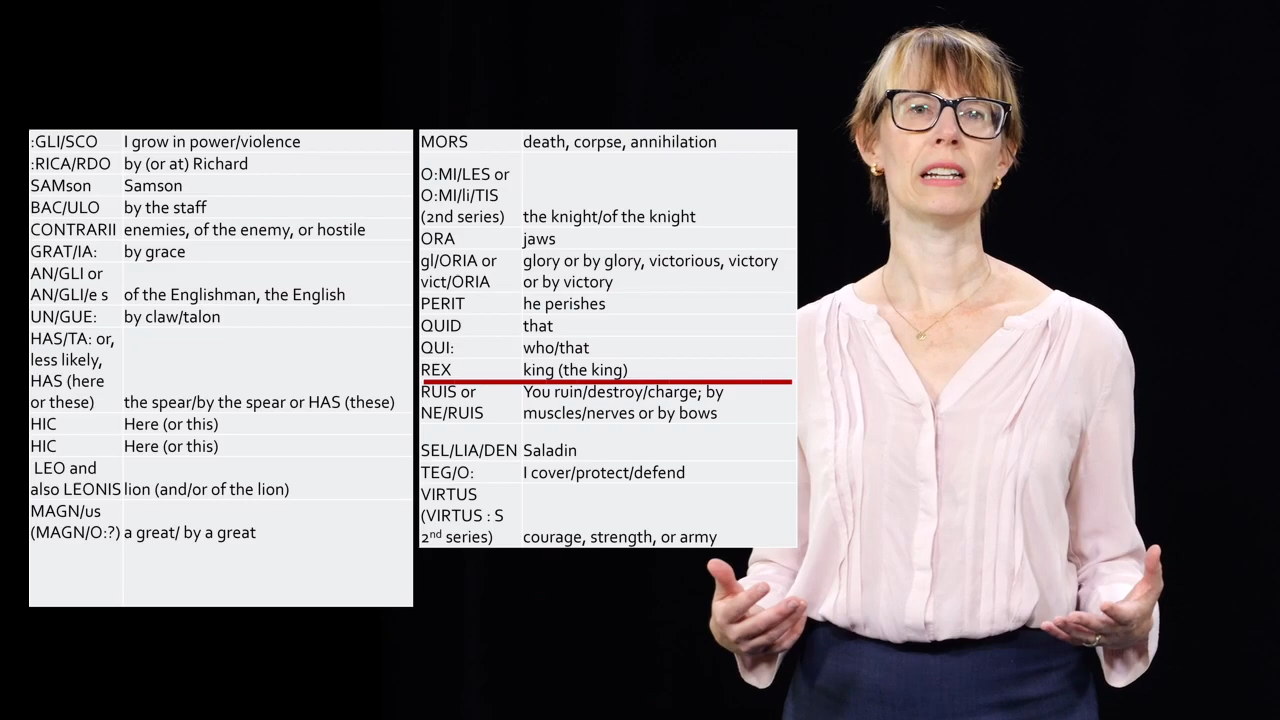 :GLI/SCO I grow in power/violence
:RICA/RDO by (or at) Richard
SAMson Samson
BAC/ULO by the staff
CONTRARII enemies, of the enemy, or hostile
GRAT/IA: by grace
AN/GLI or
AN/GLI/e s of the Englishman, the English
UN/GUE: by claw/talon
HAS/TA: or,
less likely,
HAS (here
or these) the spear/by the spear or HAS (these)
HIC Here (or this)
HIC Here (or this)
LEO and
also LEONIS lion (and/or of the lion)
MAGN/us
(MAGN/O:?) a great/ by a great
MORS death, corpse, annihilation
O:MI/LES or
O:MI/li/TIS
(2nd series) the knight/of the knight
ORA jaws
gl/ORIA or glory or by glory, victorious, victory
vict/ORIA or by victory
PERIT he perishes
QUID that
QUI: who/that
REX king (the king)
RUIS or You ruin/destroy/charge; by
NE/RUIS muscles/nerves or by bows
SEL/LIA/DEN Saladin
TEG/O: I cover/protect/defend
VIRTUS
(VIRTUS : S
2nd series) courage, strength, or army